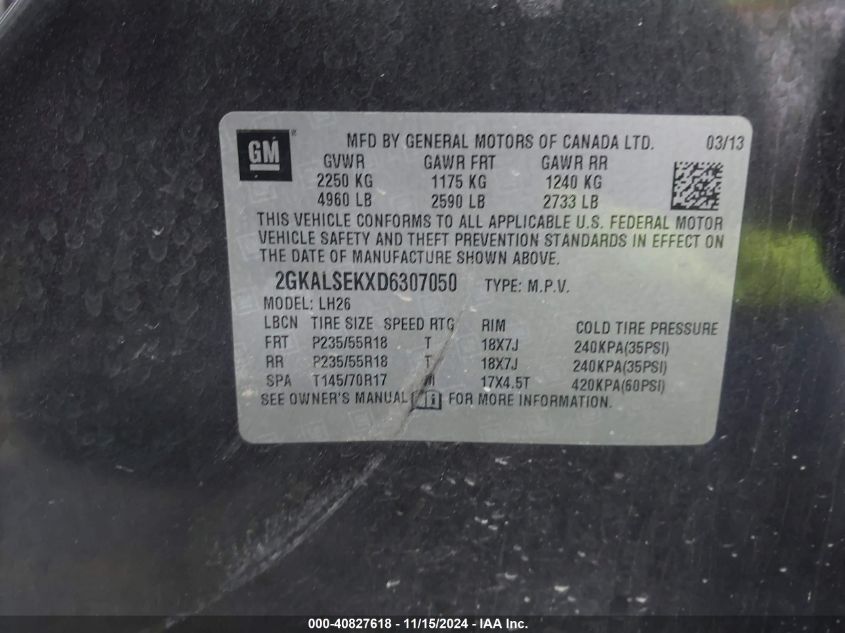 GM
MFD BY GENERAL MOTORS OF CANADA LTD. 03/13
GVWR GAWR FRT GAWR RR
2250 KG 1175 KG 1240 KG
4960 LB 2590 LB 2733 LB
THIS VEHICLE CONFORMS TO ALL APPLICABLE U.S. FEDERAL MOTOR
VEHICLE SAFETY AND THEFT PREVENTION STANDARDS IN EFFECT ON
THE DATE OF MANUFACTURE SHOWN ABOVE.
2GKALSEKXD6307050 TYPE: M.P.V.
MODEL: LH26
LBCN TIRE SIZE SPEED RTG RIM COLD TIRE PRESSURE
FRT P235/55R18 T 18X7J 240KPA(35PSI)
RR P235/55R18 T 18X7J 240KPA(35PSI)
SPA T145/70R17 M 17X4.5T 420KPA(60PSI)
SEE OWNER'S MANUAL FOR MORE INFORMATION.
000-40827618 - 11/15/2024 - IAA Inc.